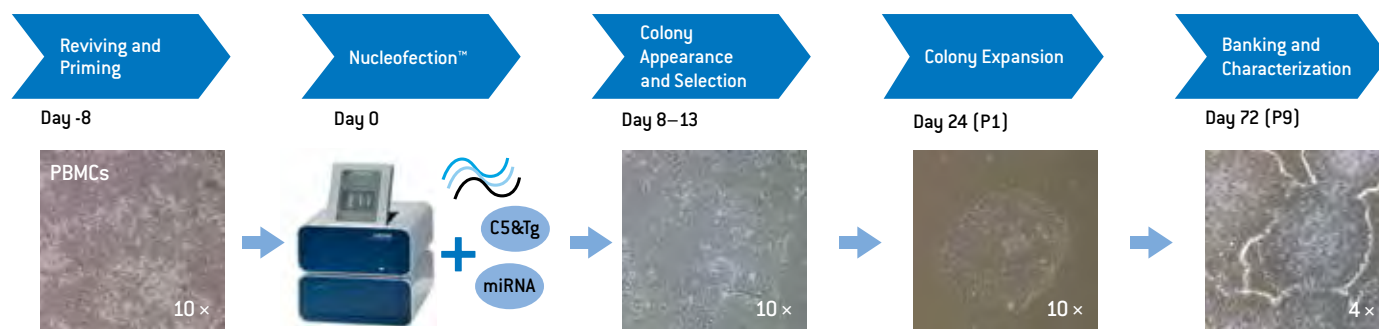 Reviving and
Priming
Nucleofection™
Colony
Appearance
and Selection
Colony Expansion
Banking and
Characterization
Day -8
Day 0
Day 8–13
Day 24 (P1)
Day 72 (P9)
PBMCs
10 ×
C5&Tg
miRNA
10 ×
10 ×
4 ×